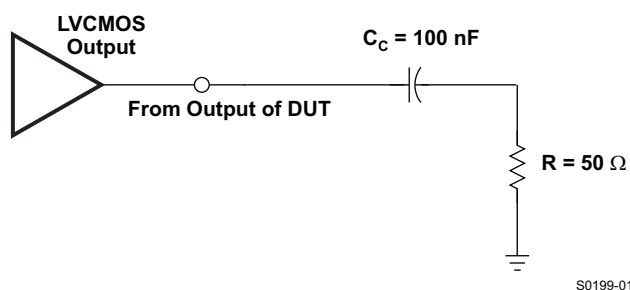 LVCMOS
Output
C_C = 100 nF
From Output of DUT
R = 50 Ω
S0199-01